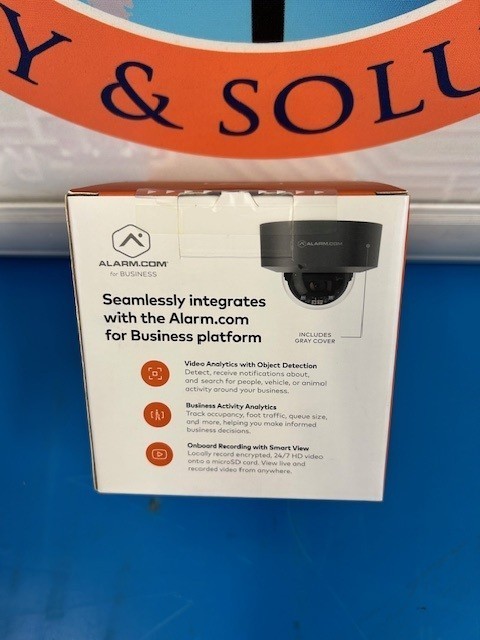 Y & SOLU
ALARM.COM
for BUSINESS
ALARM.COM
Seamlessly integrates
with the Alarm.com
for Business platform
INCLUDES
GRAY COVER
Video Analytics with Object Detection
Detect, receive notifications about,
and search for people, vehicle, or animal
activity around your business.
Business Activity Analytics
Track occupancy, foot traffic, queue size,
and more, helping you make informed
business decisions.
Onboard Recording with Smart View
Locally record encrypted, 24/7 HD video
onto a microSD card. View live and
recorded video from anywhere.